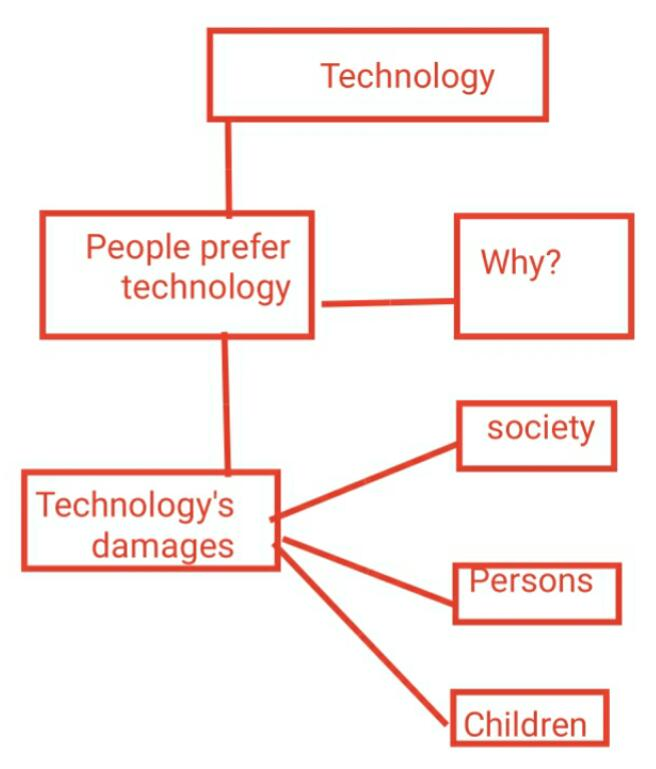 Technology
People prefer
technology
Why?
society
Technology's
damages
Persons
Children